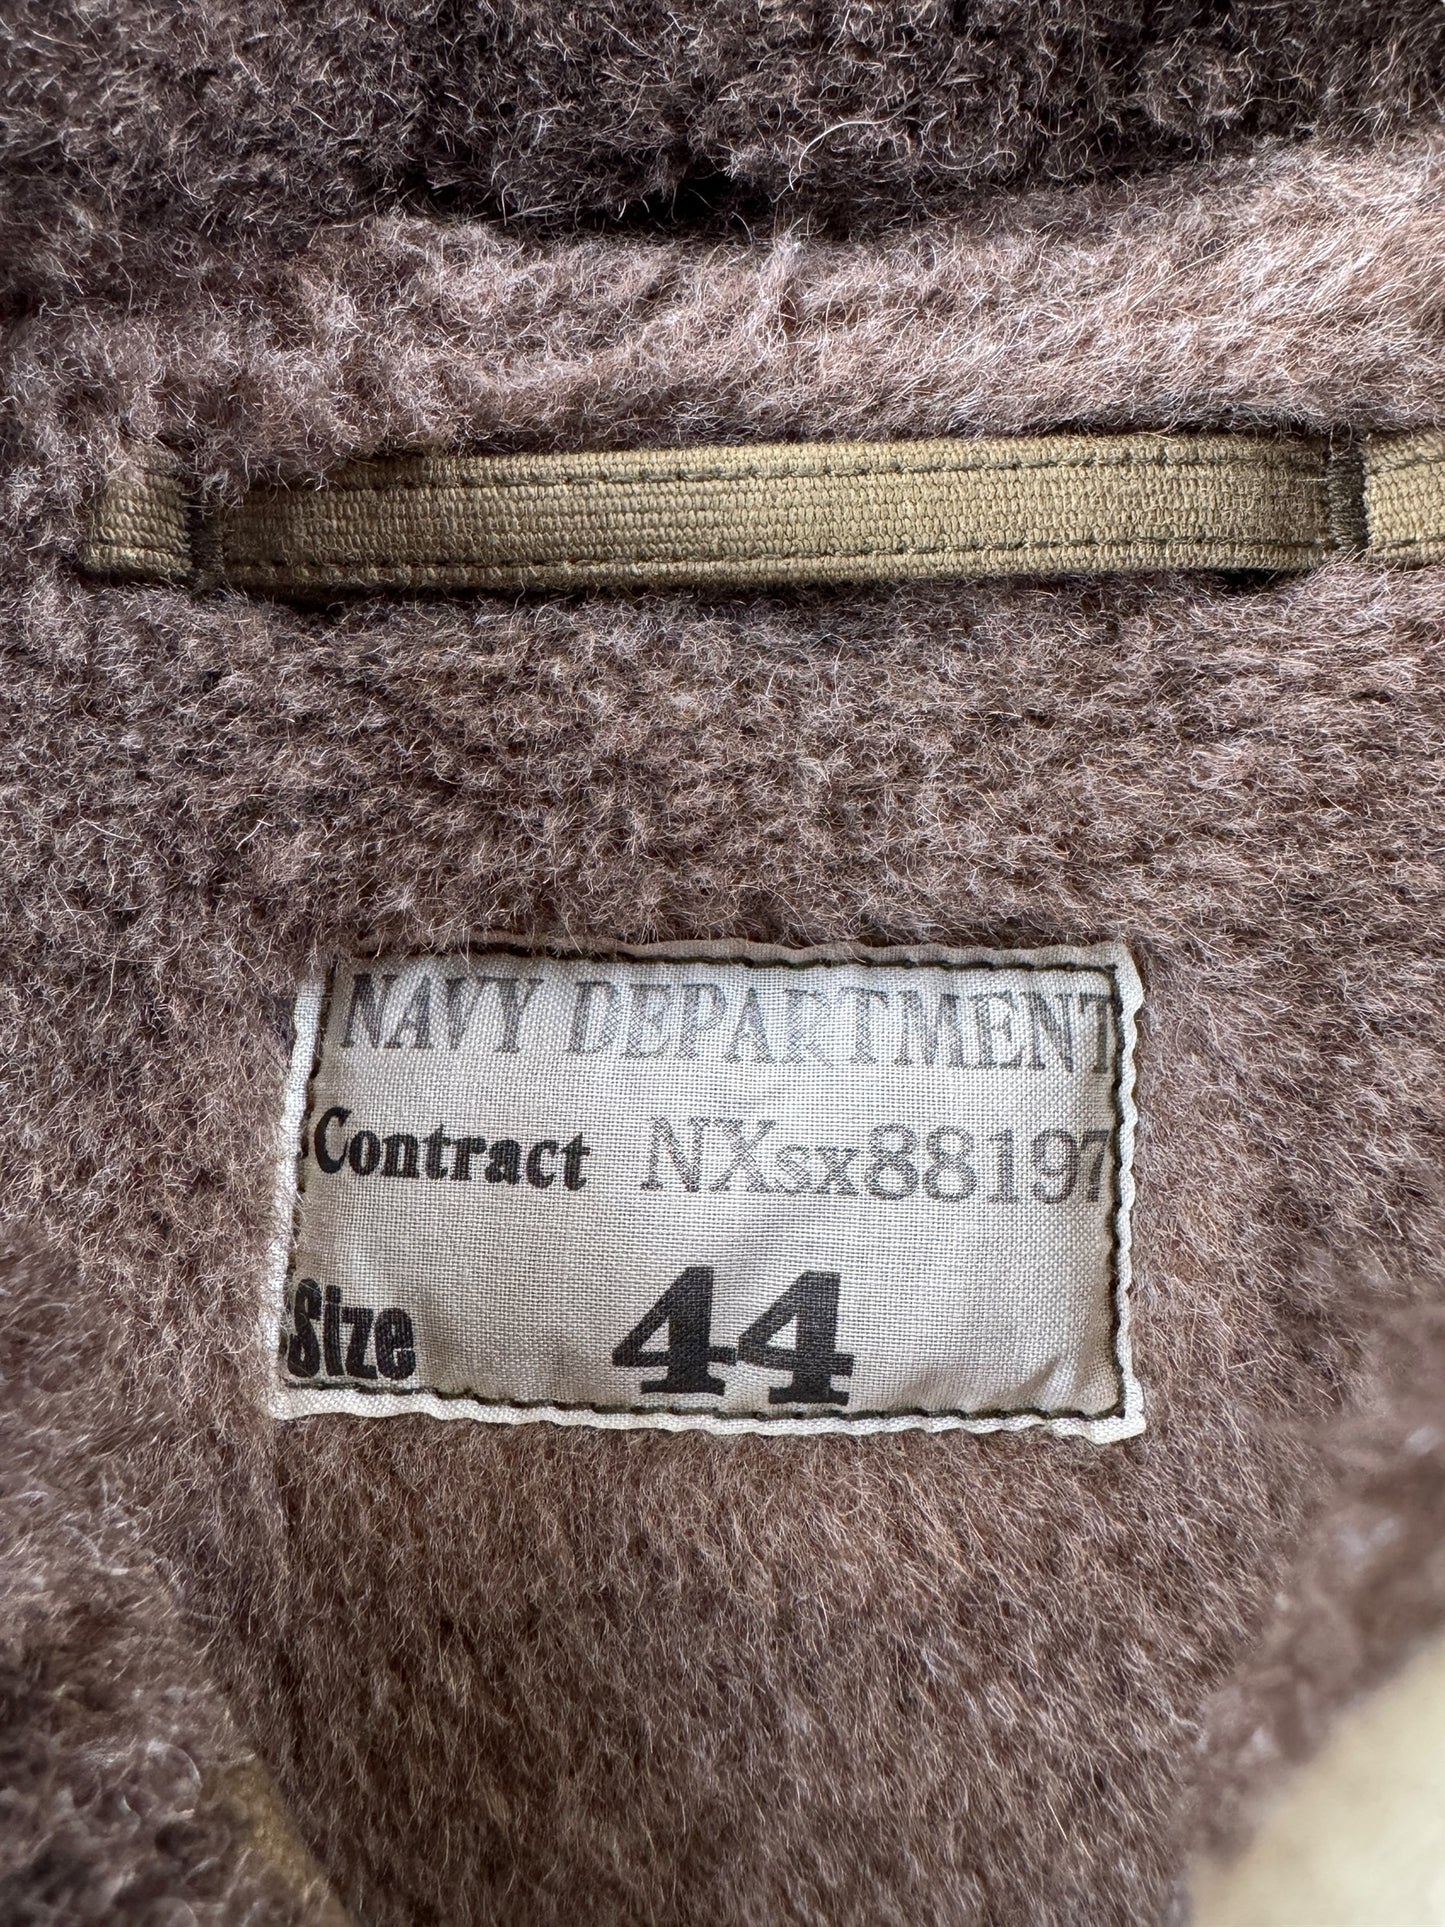 NAVY DEPARTMENT
Contract NXsx88197
Size 44